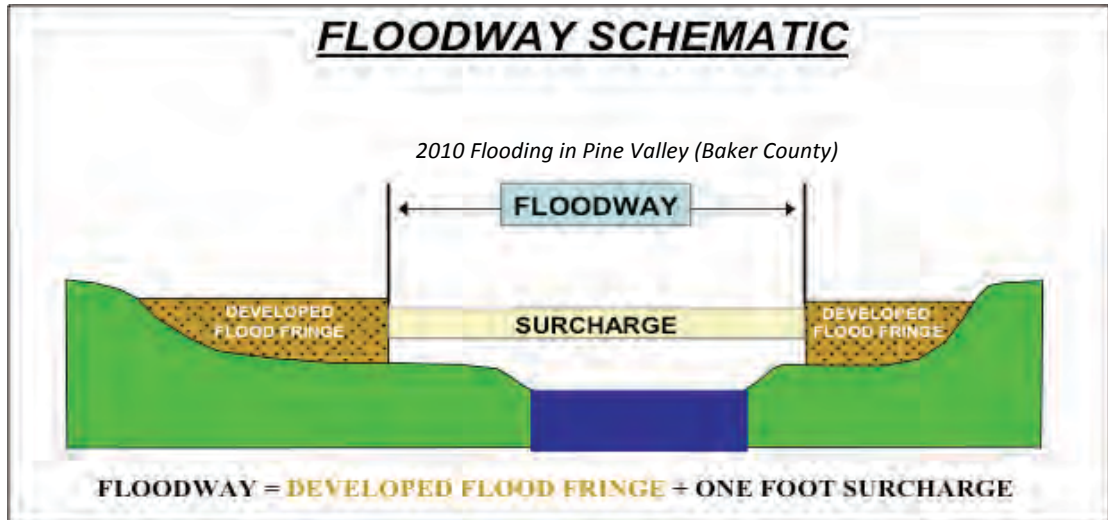 FLOODWAY SCHEMATIC
2010 Flooding in Pine Valley (Baker County)
FLOODWAY
DEVELOPED
FLOOD FRINGE
SURCHARGE
DEVELOPED
FLOOD FRINGE
FLOODWAY = DEVELOPED FLOOD FRINGE + ONE FOOT SURCHARGE